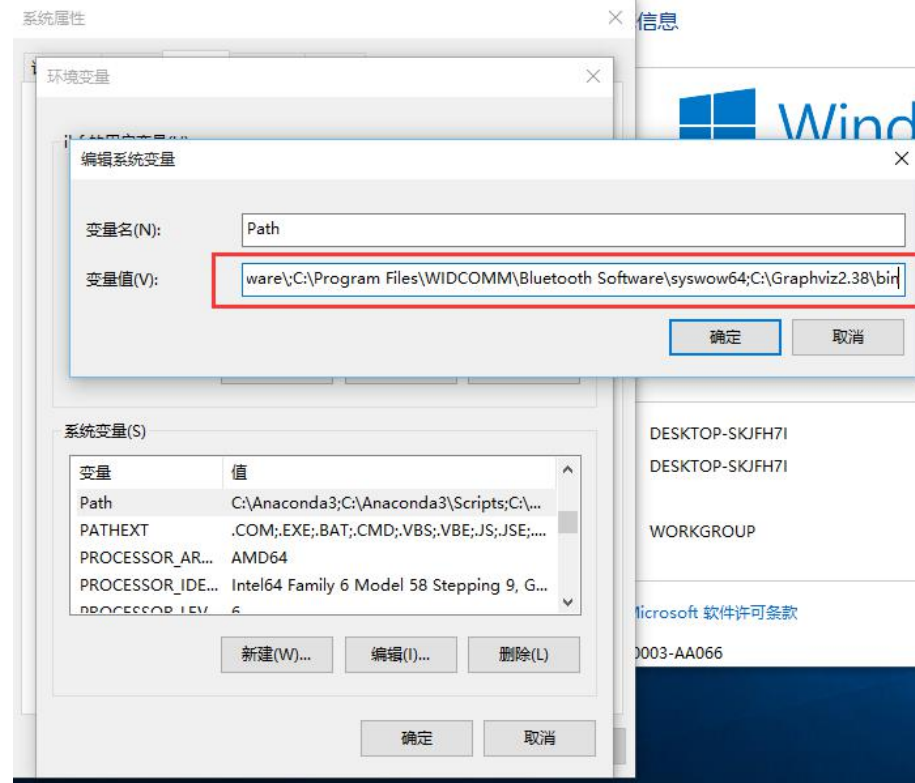 系统属性
信息
环境变量
Wind
编辑系统变量
变量名(N):
Path
变量值(V):
ware\;C:\Program Files\WIDCOMM\Bluetooth Software\syswow64;C:\Graphviz2.38\bin
确定
取消
系统变量(S)
变量
值
Path
C:\Anaconda3;C:\Anaconda3\Scripts;C:\...
PATHEXT
.COM;.EXE;.BAT;.CMD;.VBS;.VBE;.JS;.JSE;....
PROCESSOR_AR...
AMD64
PROCESSOR_IDE...
Intel64 Family 6 Model 58 Stepping 9, G...
PROCESSOR_LEV
6
新建(W)...
编辑(I)...
删除(L)
确定
取消
DESKTOP-SKJFH7I
DESKTOP-SKJFH7I
WORKGROUP
Microsoft 软件许可条款
0003-AA066